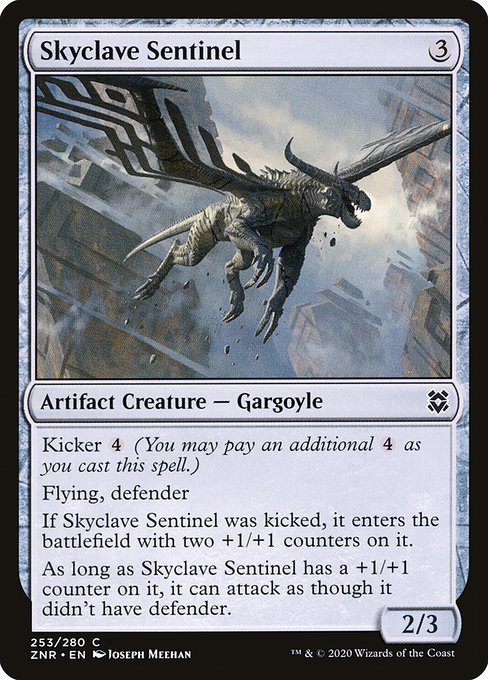 Skyclave Sentinel 3
Artifact Creature — Gargoyle
Kicker 4 (You may pay an additional 4 as
you cast this spell.)
Flying, defender
If Skyclave Sentinel was kicked, it enters the
battlefield with two +1/+1 counters on it.
As long as Skyclave Sentinel has a +1/+1
counter on it, it can attack as though it
didn't have defender.
2/3
253/280 C
ZNR • EN Joseph Meehan
™ & © 2020 Wizards of the Coast